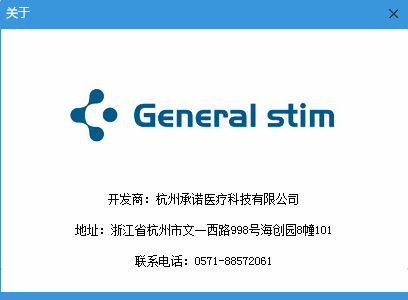 关于
General stim
开发商：杭州承诺医疗科技有限公司
地址：浙江省杭州市文一西路998号海创园8幢101
联系电话：0571-88572061